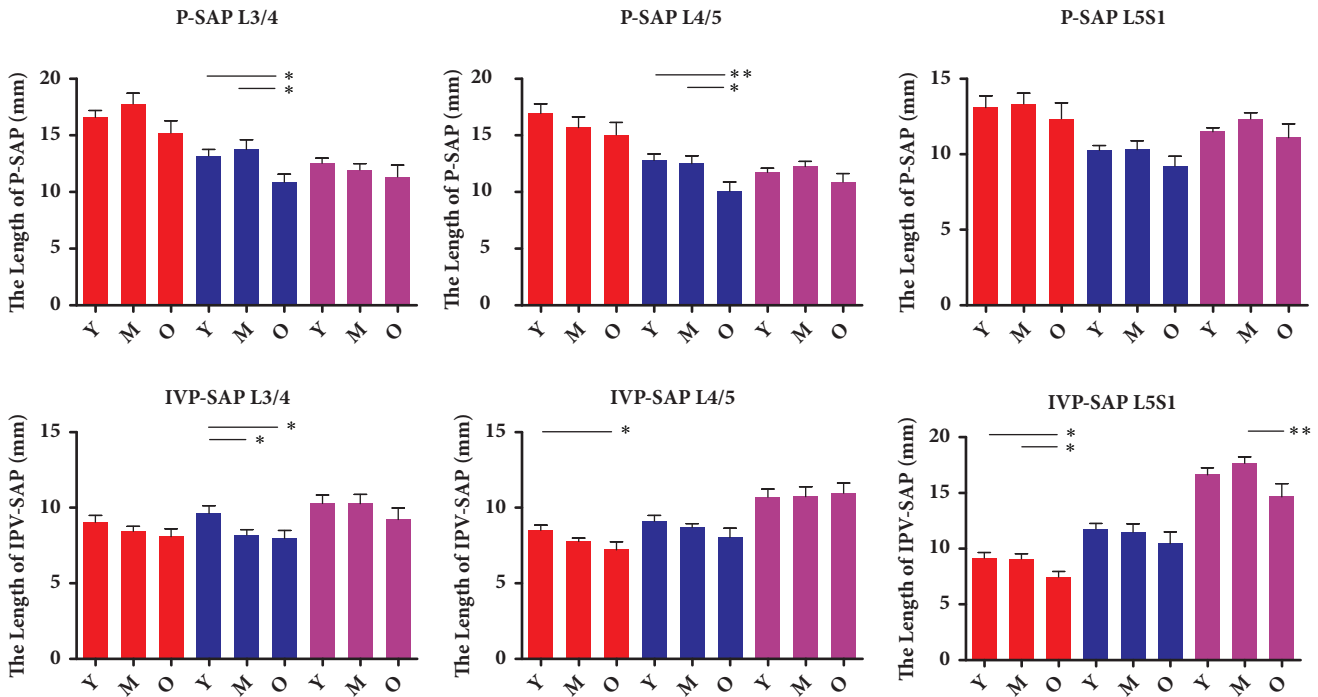 P-SAP L3/4
The Length of P-SAP (mm)
20
15
10
5
0
*
*
Y M O Y M O Y M O
P-SAP L4/5
The Length of P-SAP (mm)
20
15
10
5
0
**
*
Y M O Y M O Y M O
P-SAP L5S1
The Length of P-SAP (mm)
15
10
5
0
Y M O Y M O Y M O
IVP-SAP L3/4
The Length of IPV-SAP (mm)
15
10
5
0
*
*
Y M O Y M O Y M O
IVP-SAP L4/5
The Length of IPV-SAP (mm)
15
10
5
0
*
Y M O Y M O Y M O
IVP-SAP L5S1
The Length of IPV-SAP (mm)
20
15
10
5
0
*
*
**
Y M O Y M O Y M O